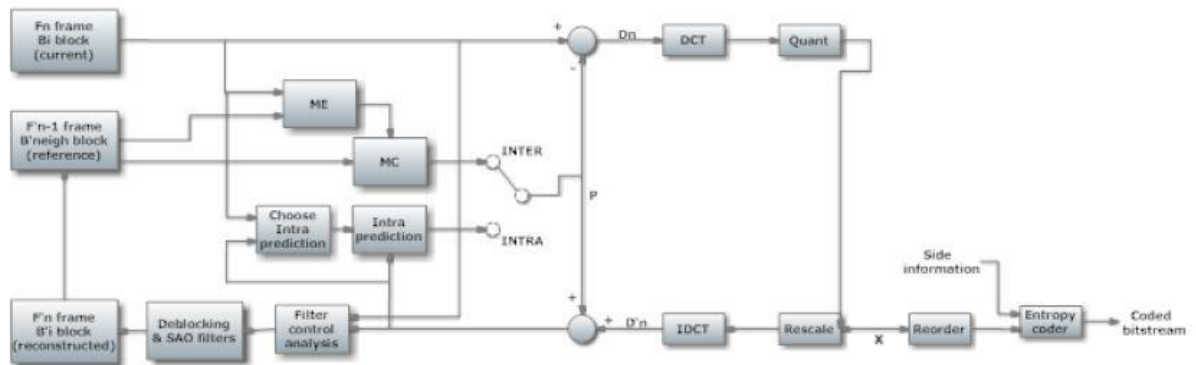 Fn frame
Bi block
(current)
+
Dn
DCT
Quant
-
ME
F'n-1 frame
B'neigh block
(reference)
MC
INTER
P
Choose
Intra
prediction
Intra
prediction
INTRA
Side
information
F'n frame
B'i block
(reconstructed)
Deblocking
& SAO filters
Filter
control
analysis
+
+
D'n
IDCT
Rescale
X
Reorder
Entropy
coder
Coded
bitstream